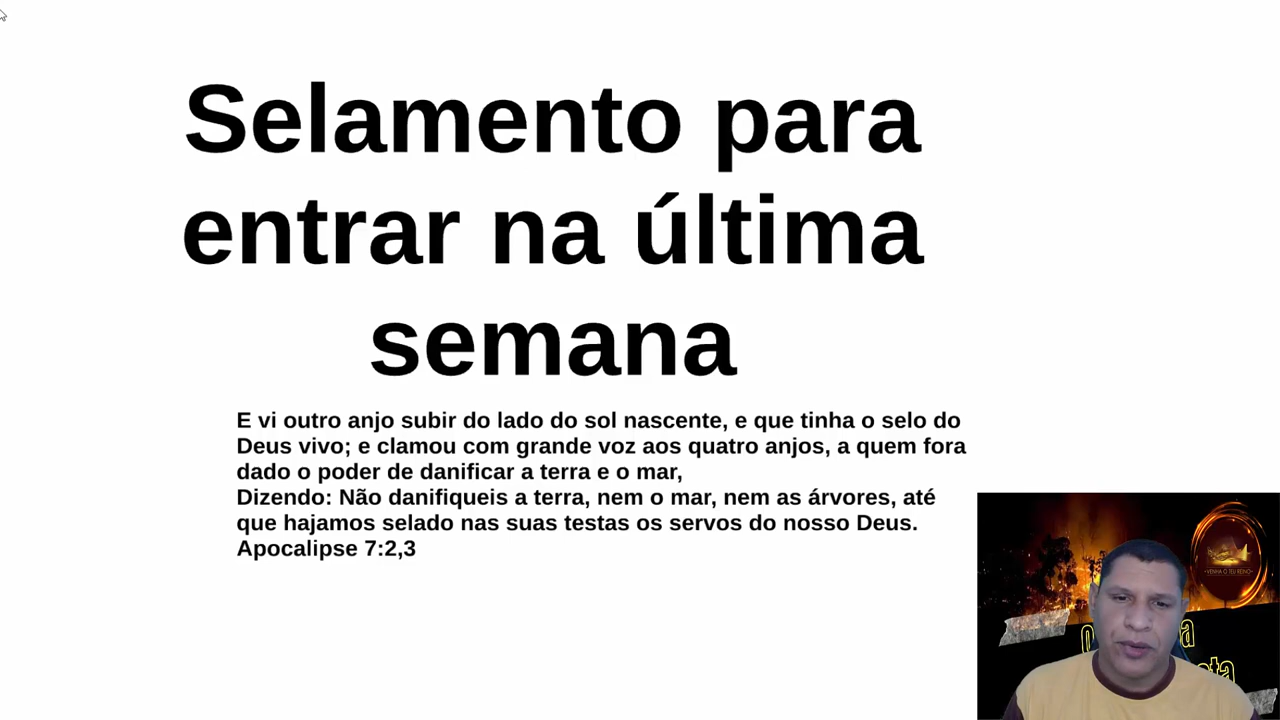 Selamento para
entrar na última
semana
E vi outro anjo subir do lado do sol nascente, e que tinha o selo do
Deus vivo; e clamou com grande voz aos quatro anjos, a quem fora
dado o poder de danificar a terra e o mar,
Dizendo: Não danifiqueis a terra, nem o mar, nem as árvores, até
que hajamos selado nas suas testas os servos do nosso Deus.
Apocalipse 7:2,3
VENHA O TEU REINO